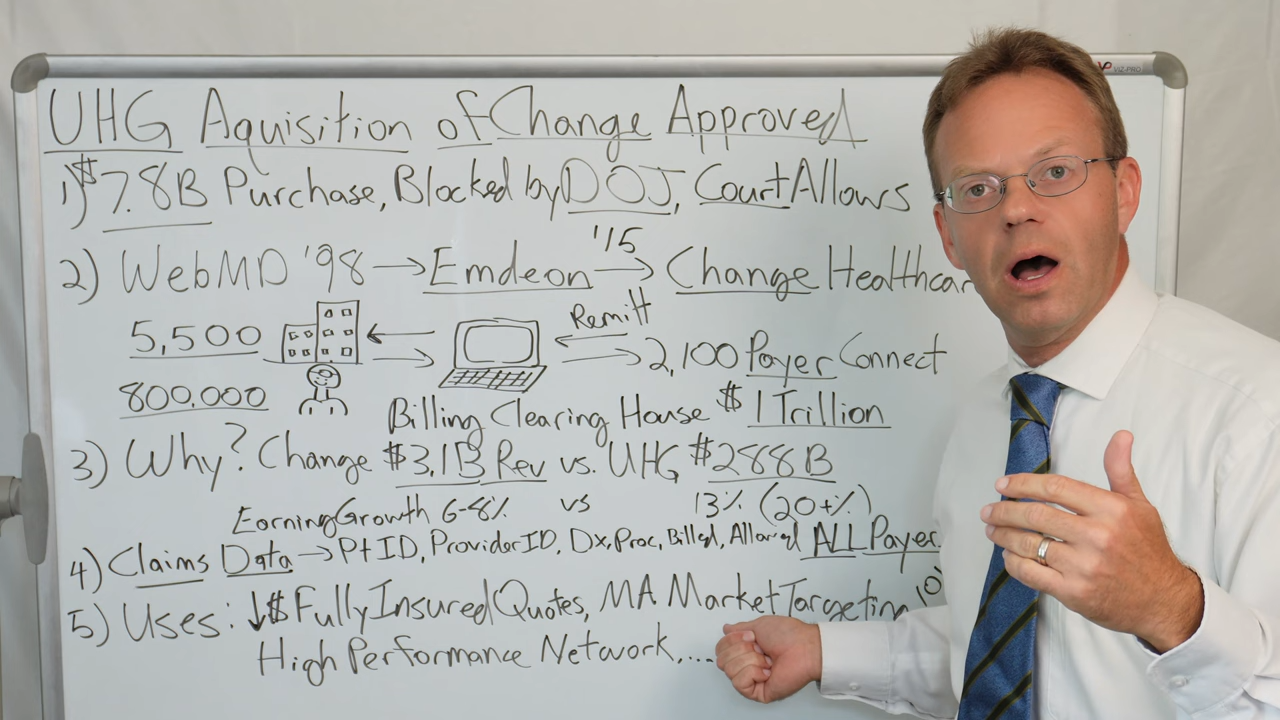 VIZ-PRO
UHG Aquisition of Change Approved
1) $7.8B Purchase, Blocked by DOJ, Court Allows
2) WebMD '98 → Emdeon '15 → Change Healthcar
5,500
Remitt
2,100 Payer Connect
800,000
Billing Clearing House $1 Trillion
3) Why? Change $3.1B Rev vs. UHG $288B
Earning Growth 6-8% vs 13% (20+%)
4) Claims Data → Pt ID, Provider ID, Dx, Proc, Billed, Allowed ALL Payer
5) Uses: ↓$ Fully Insured Quotes, MA Market Targeting
High Performance Network,...